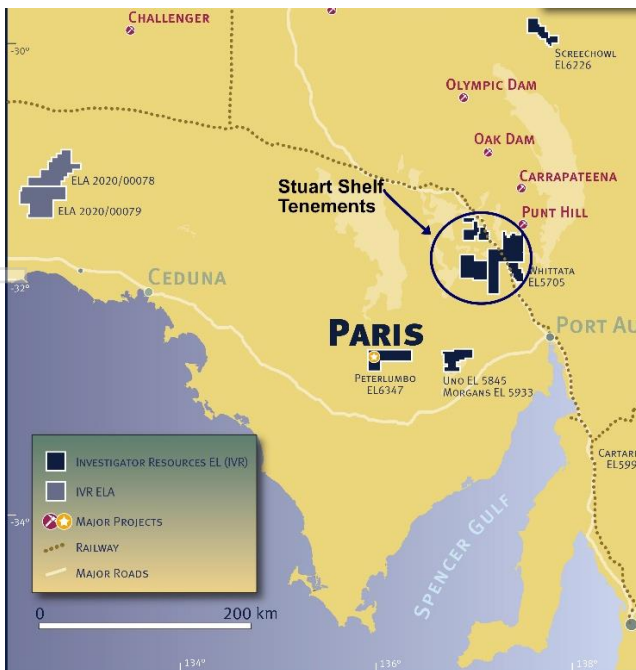 CHALLENGER
-30°
SCREECHOWL
EL6226
OLYMPIC DAM
OAK DAM
ELA 2020/00078
CARRAPATEENA
Stuart Shelf
Tenements
ELA 2020/00079
PUNT HILL
WHITTATA
EL5705
CEDUNA
-32°
PARIS
PORT AU
PETERLUMBO
EL6347
UNO EL 5845
MORGANS EL 5933
CARTAR
EL599
INVESTIGATOR RESOURCES EL (IVR)
IVR ELA
MAJOR PROJECTS
RAILWAY
MAJOR ROADS
-34°
SPENCER GULF
0 200 km
134° 136° 138°